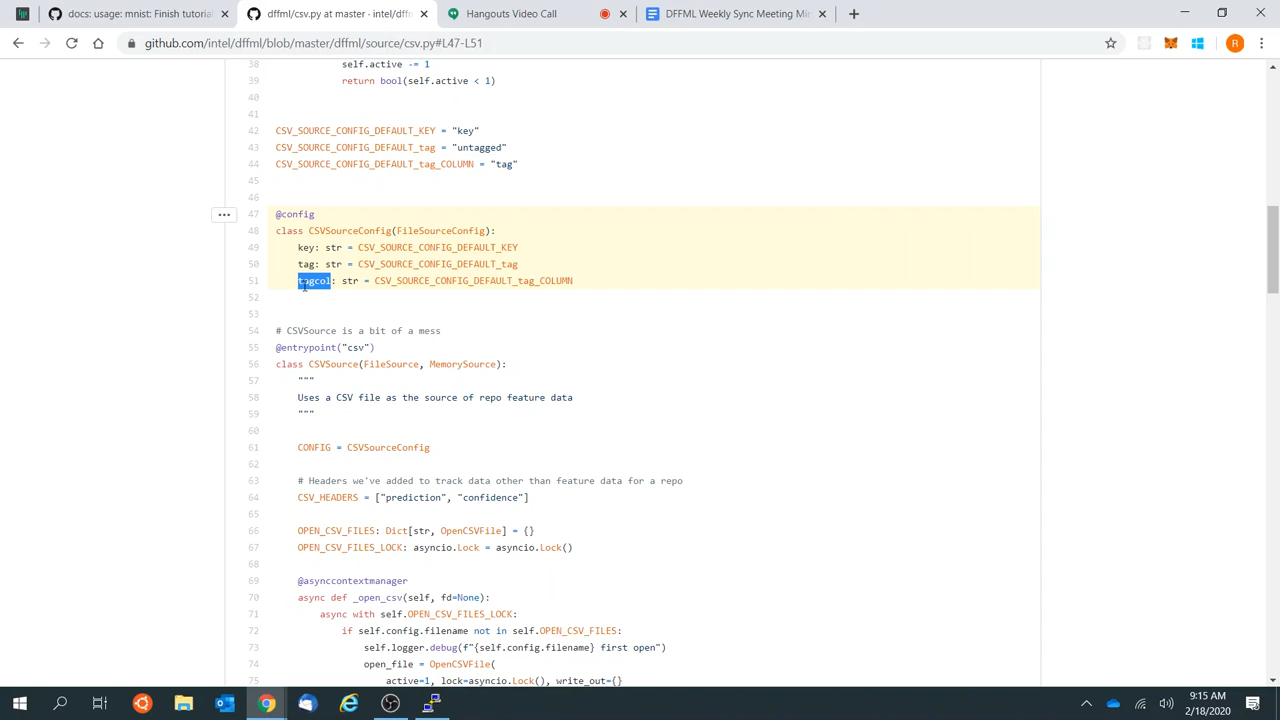 docs: usage: mnist: Finish tutorial
dffml/csv.py at master · intel/dffm
Hangouts Video Call
DFFML Weekly Sync Meeting Min
github.com/intel/dffml/blob/master/dffml/source/csv.py#L47-L51
R
38 self.active -= 1
39 return bool(self.active < 1)
40
41
42 CSV_SOURCE_CONFIG_DEFAULT_KEY = "key"
43 CSV_SOURCE_CONFIG_DEFAULT_tag = "untagged"
44 CSV_SOURCE_CONFIG_DEFAULT_tag_COLUMN = "tag"
45
46
47 @config
48 class CSVSourceConfig(FileSourceConfig):
49 key: str = CSV_SOURCE_CONFIG_DEFAULT_KEY
50 tag: str = CSV_SOURCE_CONFIG_DEFAULT_tag
51 tagcol: str = CSV_SOURCE_CONFIG_DEFAULT_tag_COLUMN
52
53
54 # CSVSource is a bit of a mess
55 @entrypoint("csv")
56 class CSVSource(FileSource, MemorySource):
57 """
58 Uses a CSV file as the source of repo feature data
59 """
60
61 CONFIG = CSVSourceConfig
62
63 # Headers we've added to track data other than feature data for a repo
64 CSV_HEADERS = ["prediction", "confidence"]
65
66 OPEN_CSV_FILES: Dict[str, OpenCSVFile] = {}
67 OPEN_CSV_FILES_LOCK: asyncio.Lock = asyncio.Lock()
68
69 @asynccontextmanager
70 async def _open_csv(self, fd=None):
71 async with self.OPEN_CSV_FILES_LOCK:
72 if self.config.filename not in self.OPEN_CSV_FILES:
73 self.logger.debug(f"{self.config.filename} first open")
74 open_file = OpenCSVFile(
75 active=1, lock=asyncio.Lock(), write_out={}
9:15 AM
2/18/2020